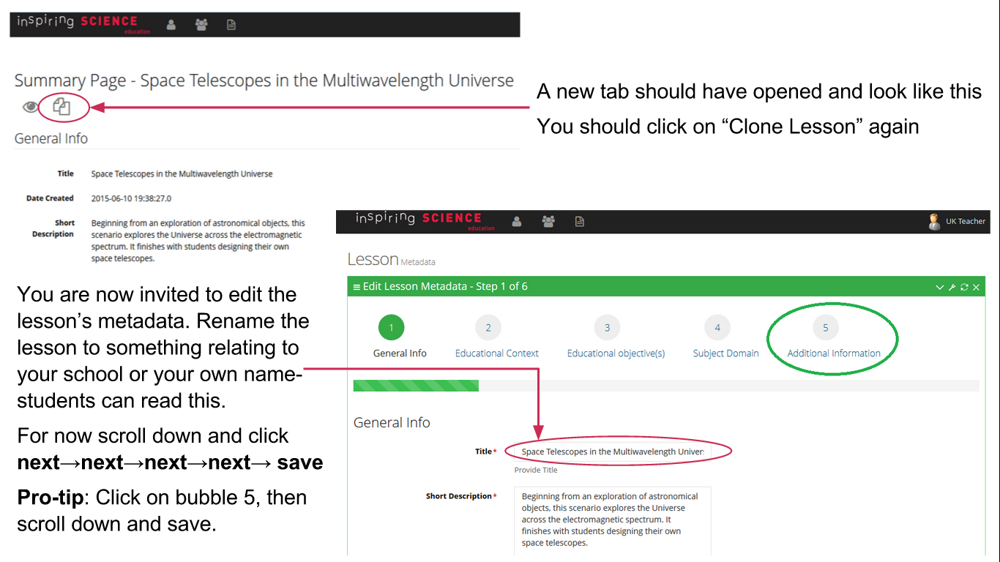 inspiring SCIENCE
education
Summary Page - Space Telescopes in the Multiwavelength Universe
General Info
Title Space Telescopes in the Multiwavelength Universe
Date Created 2015-06-10 19:38:27.0
Short Description
Beginning from an exploration of astronomical objects, this
scenario explores the Universe across the electromagnetic
spectrum. It finishes with students designing their own
space telescopes.
A new tab should have opened and look like this
You should click on “Clone Lesson” again
You are now invited to edit the
lesson’s metadata. Rename the
lesson to something relating to
your school or your own name-
students can read this.
For now scroll down and click
next→next→next→next→ save
Pro-tip: Click on bubble 5, then
scroll down and save.
inspiring SCIENCE
education
UK Teacher
Lesson Metadata
Edit Lesson Metadata - Step 1 of 6
1 2 3 4 5
General Info Educational Context Educational objective(s) Subject Domain Additional Information
General Info
Title* Space Telescopes in the Multiwavelength Univer
Provide Title
Short Description*
Beginning from an exploration of astronomical
objects, this scenario explores the Universe
across the electromagnetic spectrum. It
finishes with students designing their own
space telescopes.